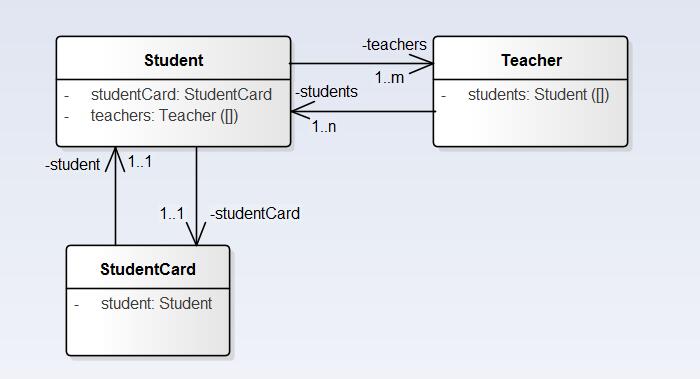 Student
- studentCard: StudentCard
- teachers: Teacher ([])
-teachers
1..m
-students
1..n
Teacher
- students: Student ([])
-student
1..1
1..1
-studentCard
StudentCard
- student: Student